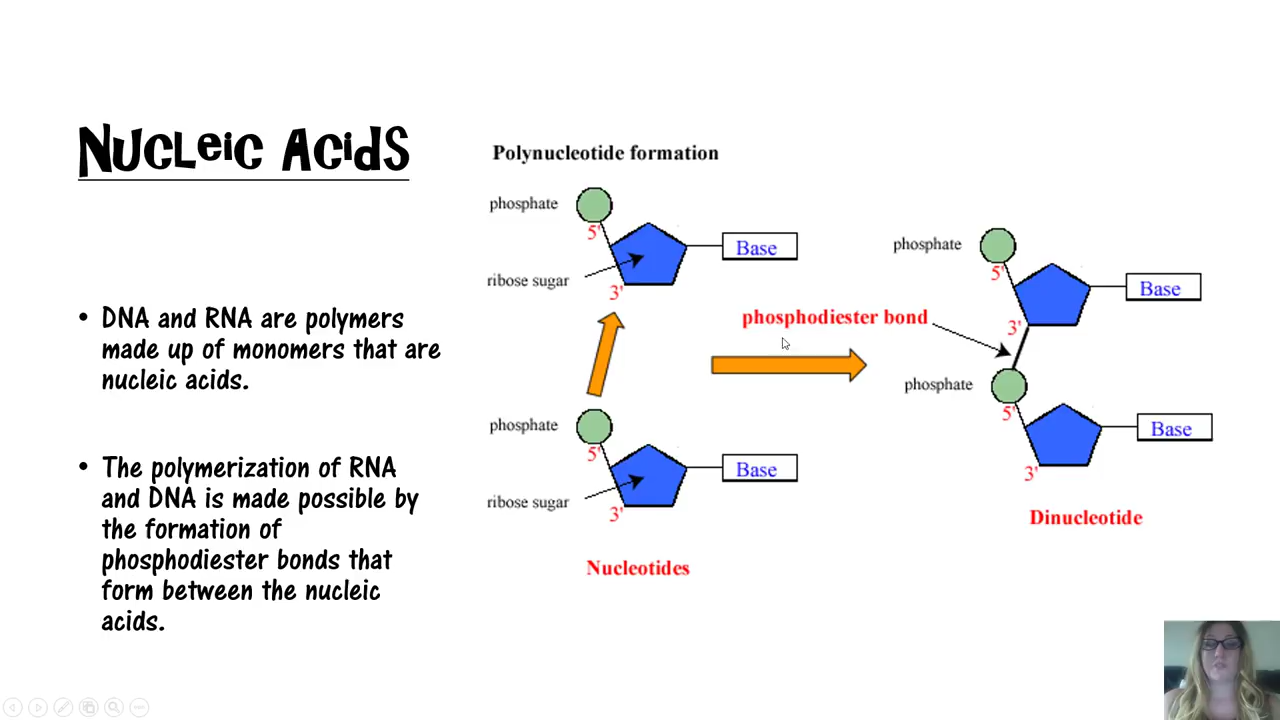 Nucleic Acids
• DNA and RNA are polymers
made up of monomers that are
nucleic acids.
• The polymerization of RNA
and DNA is made possible by
the formation of
phosphodiester bonds that
form between the nucleic
acids.
Polynucleotide formation
phosphate
5'
Base
ribose sugar
3'
phosphate
5'
Base
ribose sugar
3'
Nucleotides
phosphodiester bond
phosphate
5'
Base
3'
phosphate
5'
Base
3'
Dinucleotide